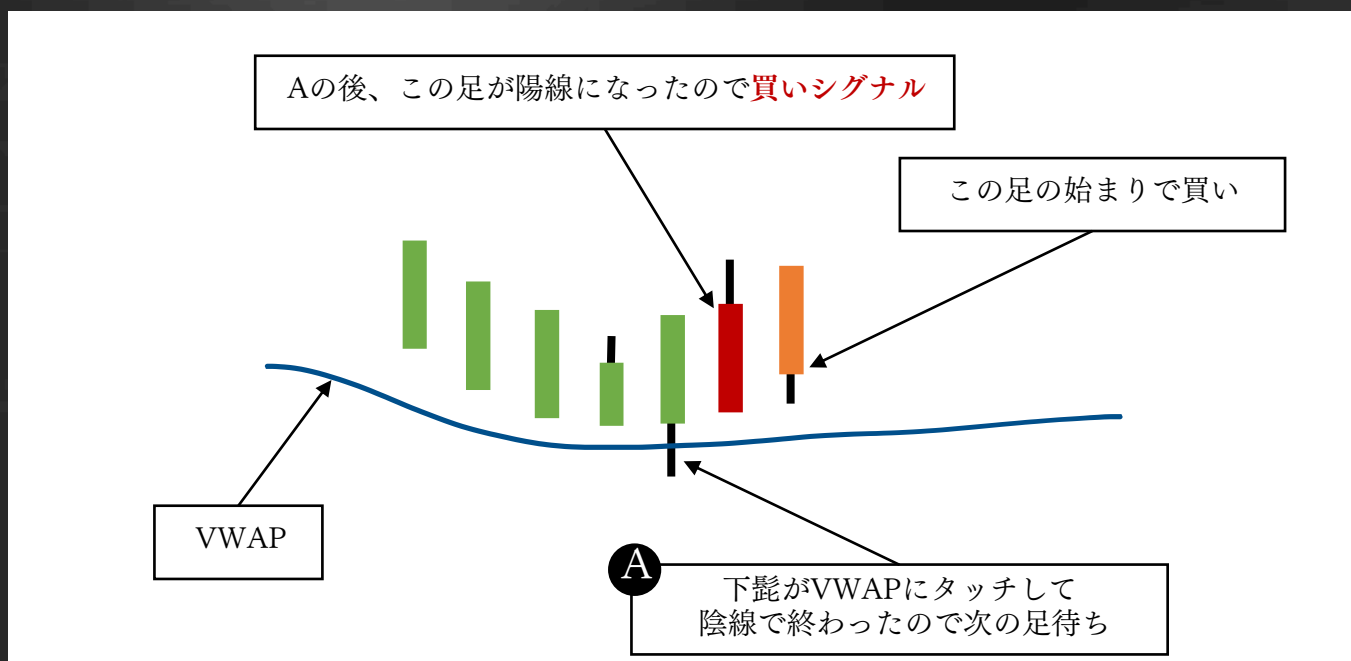 Aの後、この足が陽線になったので買いシグナル
この足の始まりで買い
VWAP
A
下髭がVWAPにタッチして
陰線で終わったので次の足待ち